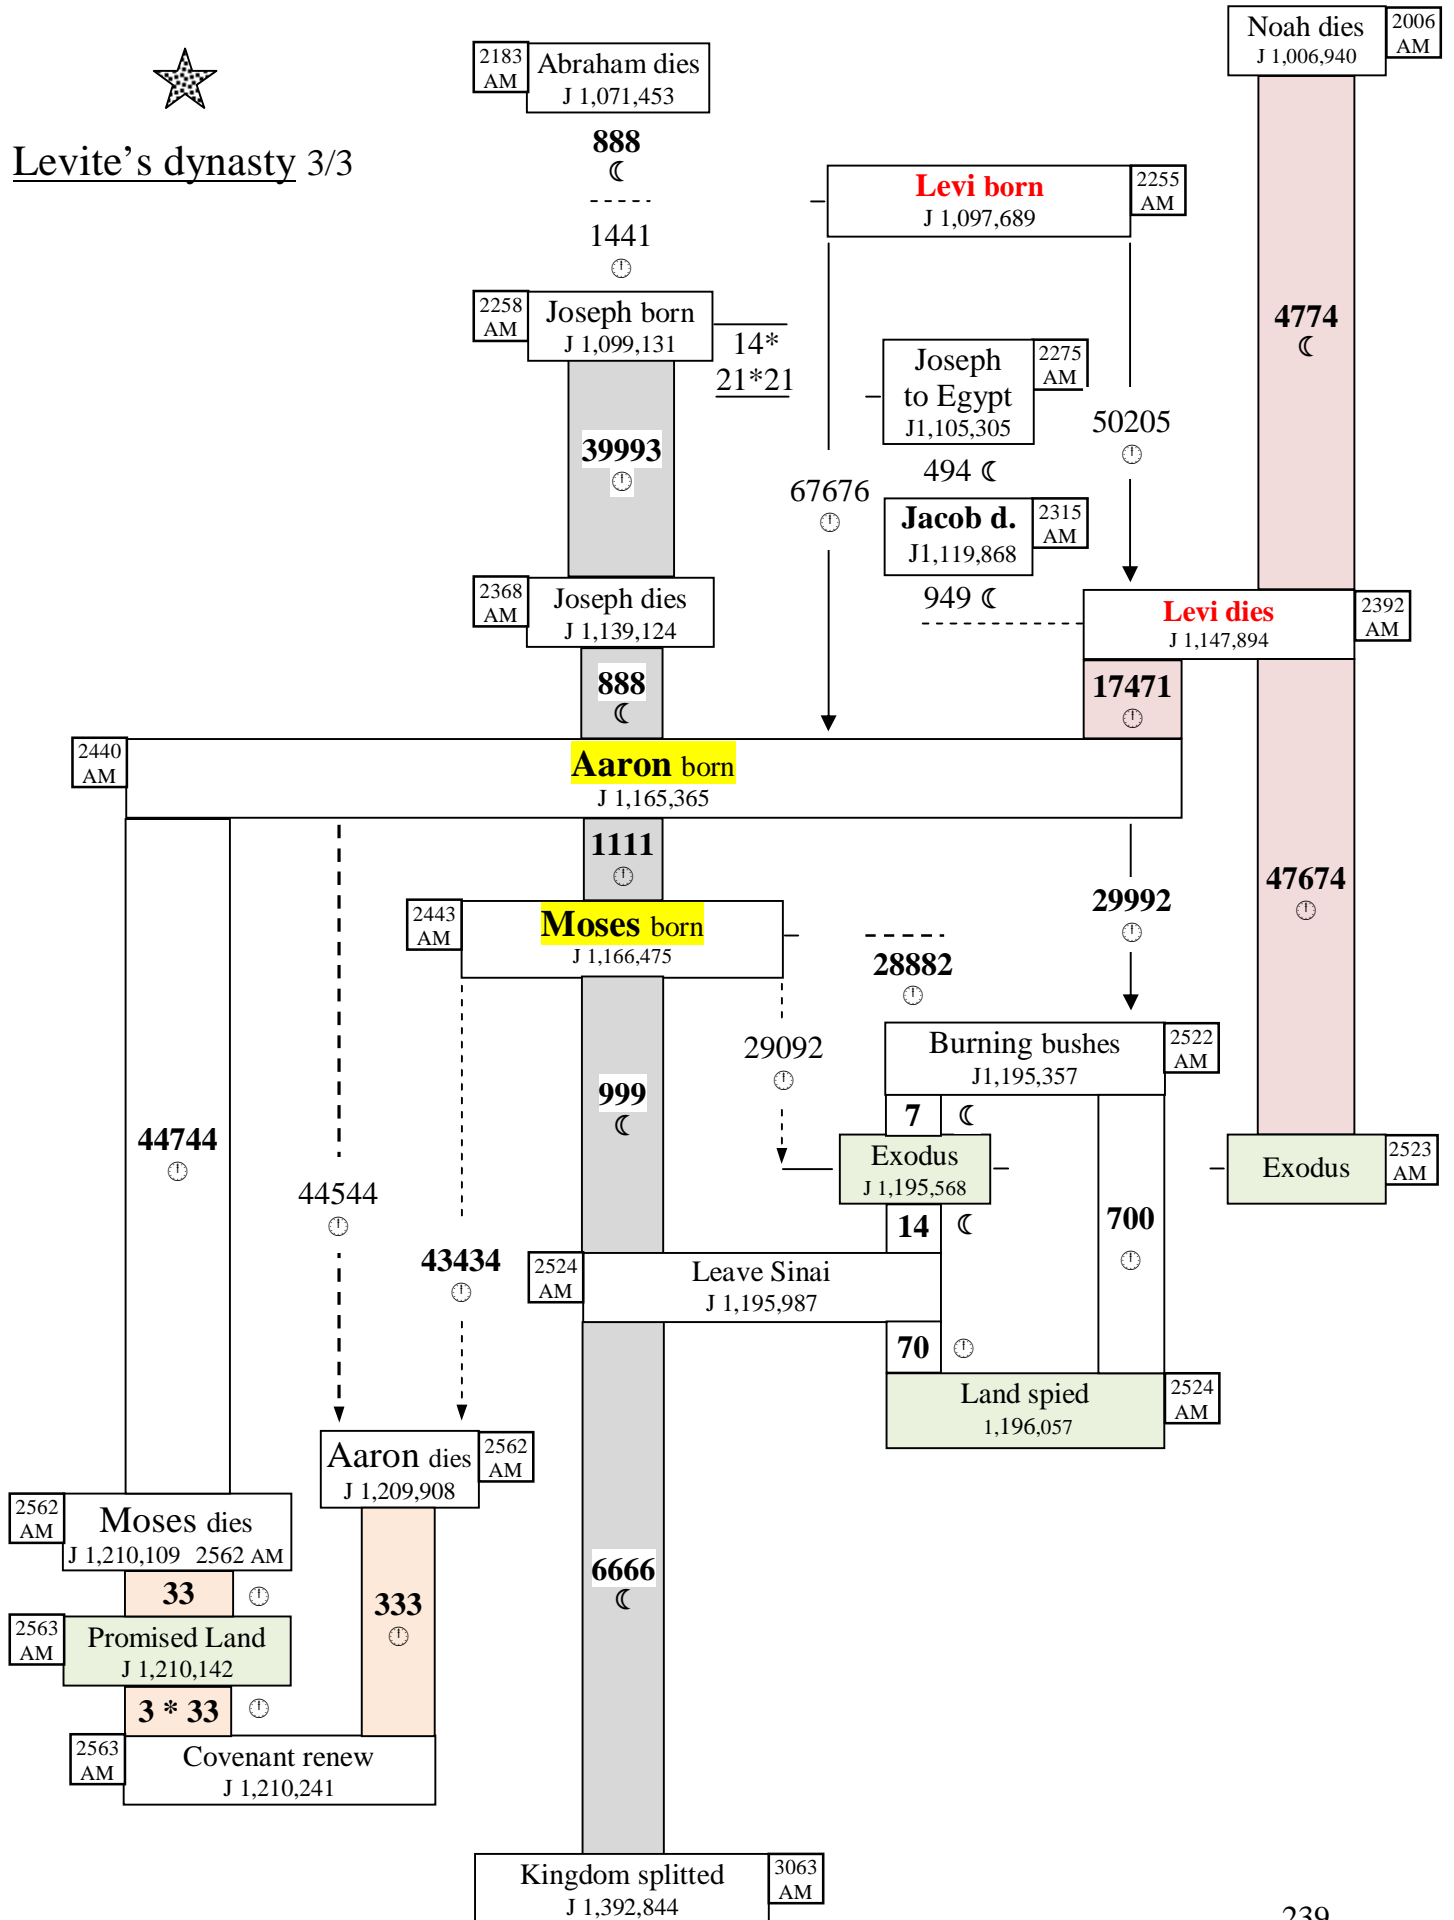 Noah dies
J 1,006,940
2006
AM
2183
AM
Abraham dies
J 1,071,453
Levite’s dynasty 3/3
888
☾
1441
Levi born
J 1,097,689
2255
AM
2258
AM
Joseph born
J 1,099,131
14*
21*21
4774
☾
Joseph
to Egypt
J1,105,305
2275
AM
50205
39993
494 ☾
67676
Jacob d.
J1,119,868
2315
AM
949 ☾
2368
AM
Joseph dies
J 1,139,124
Levi dies
J 1,147,894
2392
AM
888
☾
17471
2440
AM
Aaron born
J 1,165,365
1111
29992
47674
2443
AM
Moses born
J 1,166,475
28882
29092
Burning bushes
J1,195,357
2522
AM
999
☾
7 ☾
44744
Exodus
J 1,195,568
Exodus
2523
AM
44544
14 ☾
700
43434
2524
AM
Leave Sinai
J 1,195,987
70
Land spied
1,196,057
2524
AM
Aaron dies
J 1,209,908
2562
AM
2562
AM
Moses dies
J 1,210,109 2562 AM
6666
☾
33
333
2563
AM
Promised Land
J 1,210,142
3 * 33
2563
AM
Covenant renew
J 1,210,241
Kingdom splitted
J 1,392,844
3063
AM
239